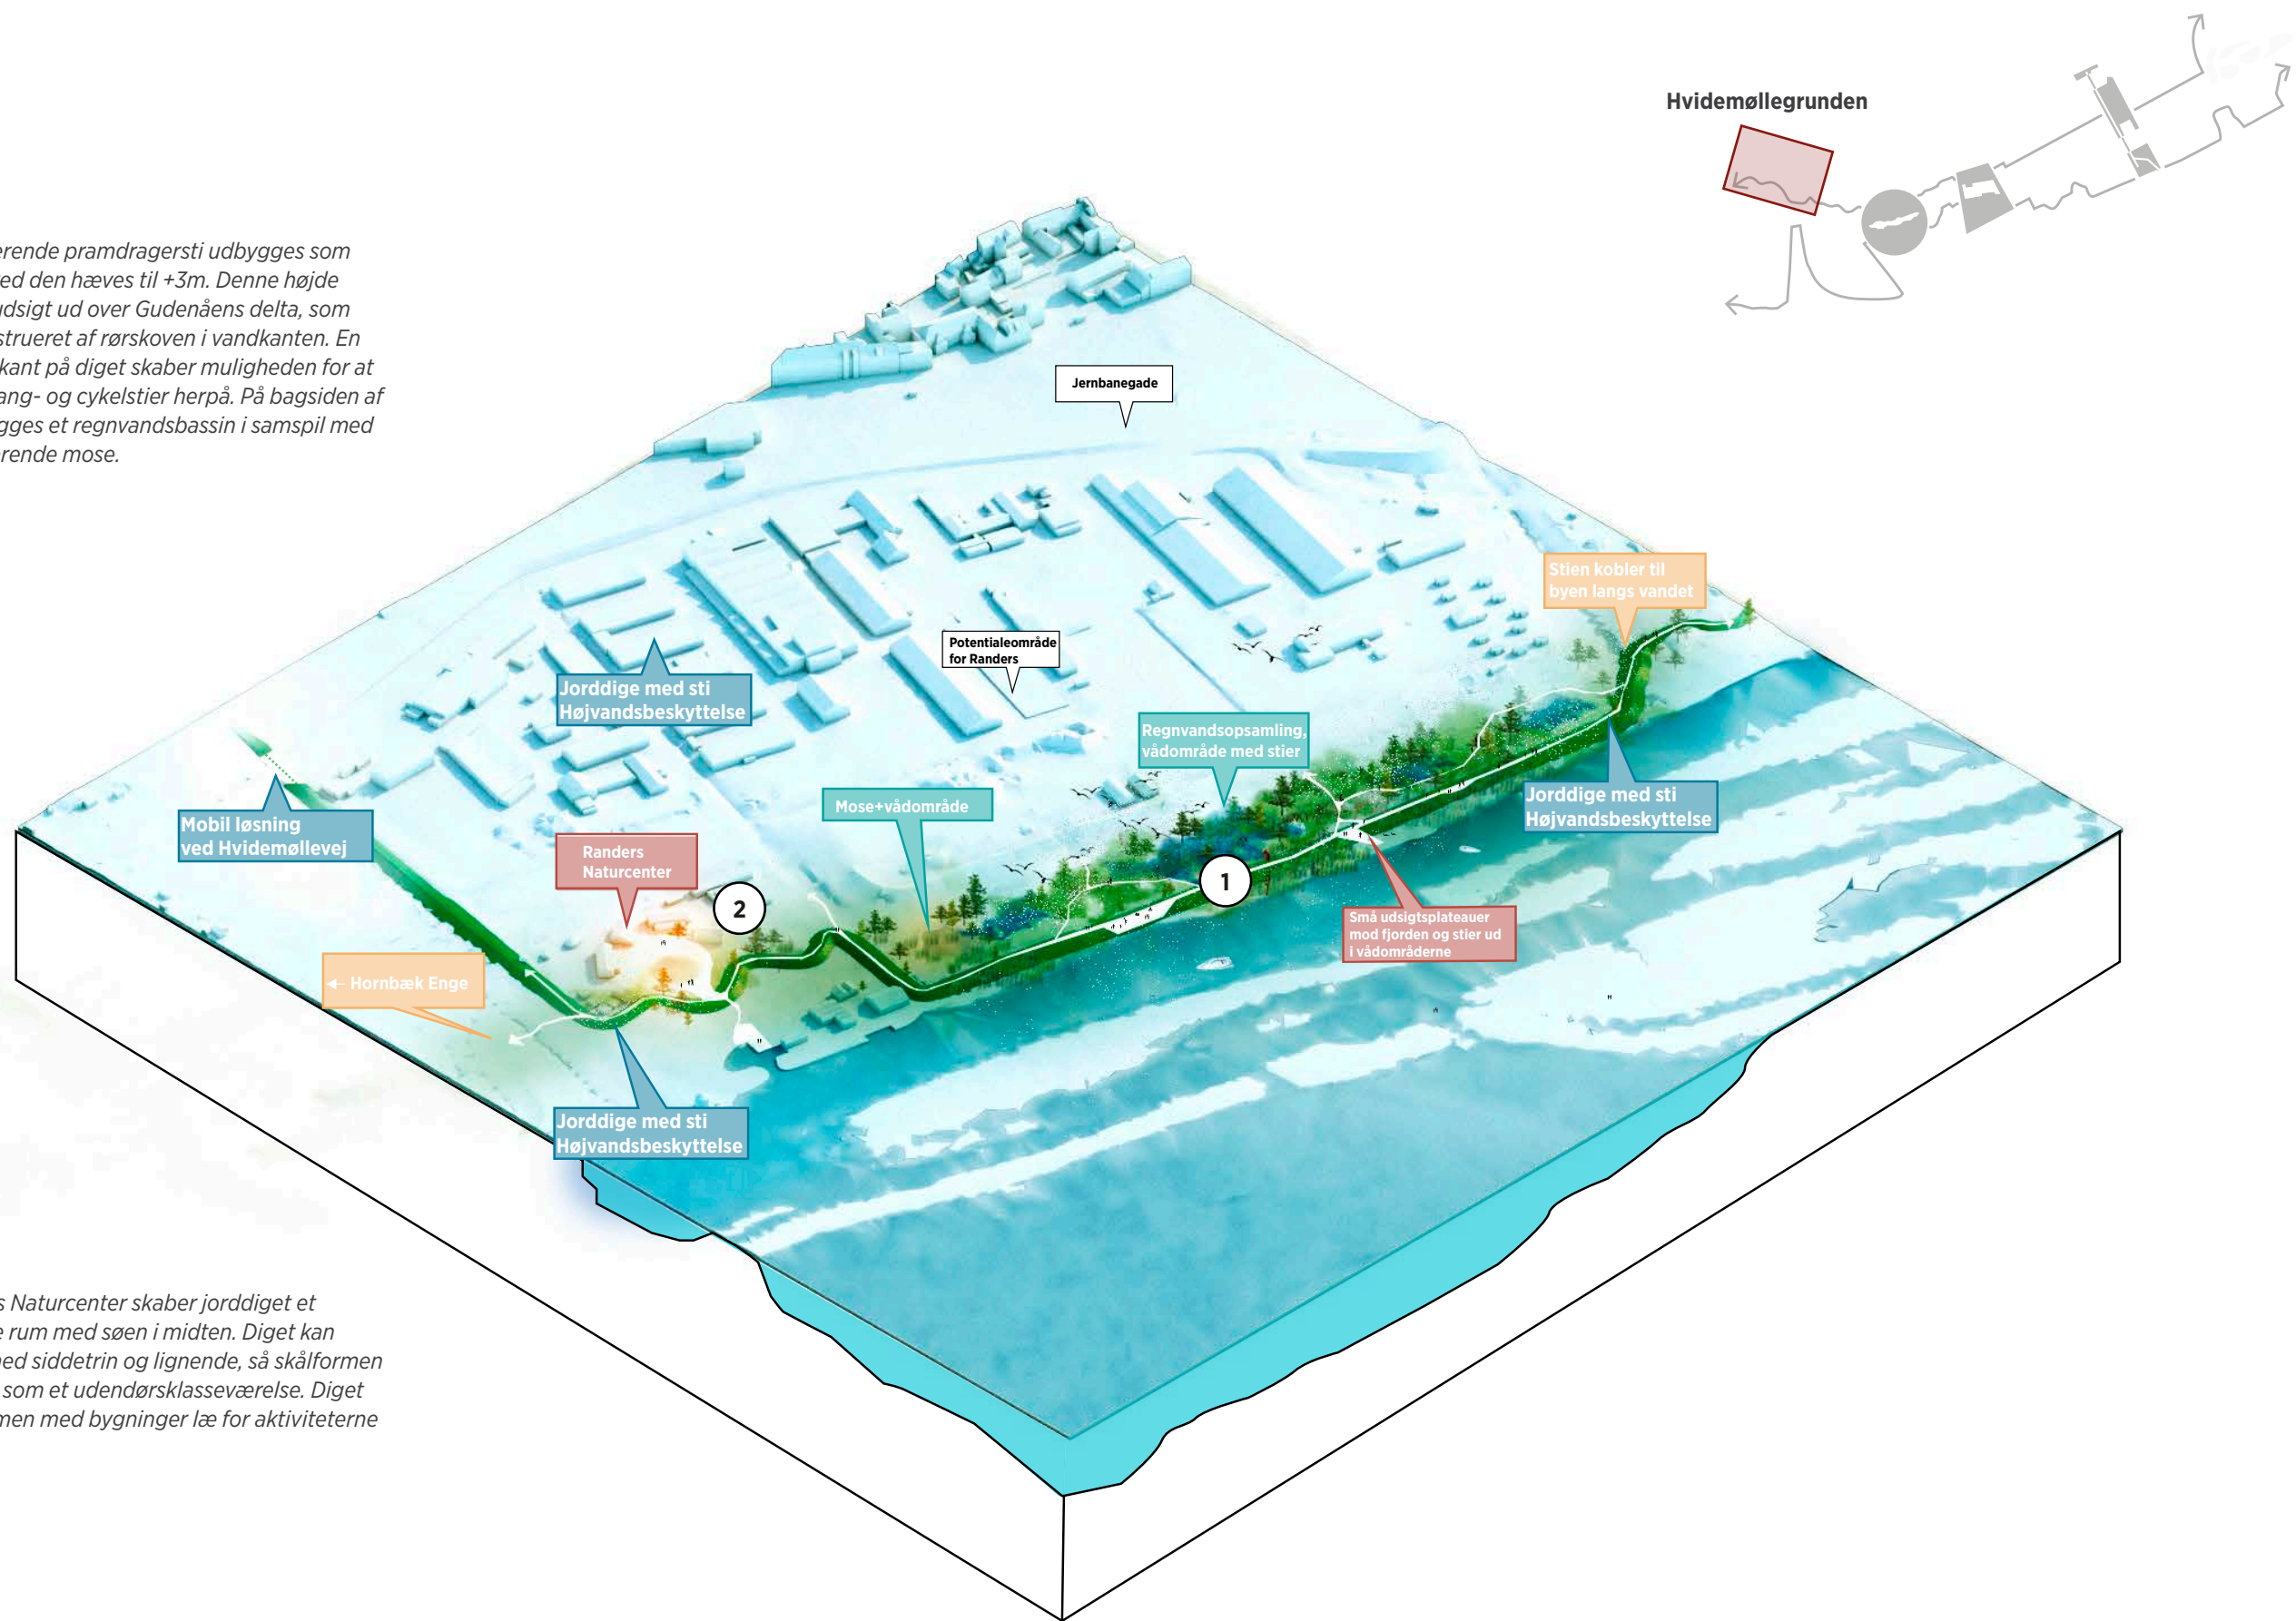 Hvidemøllegrunden
erende pramdragersti udbygges som
ed den hæves til +3m. Denne højde
udsigt ud over Gudenåens delta, som
strueret af rørskoven i vandkanten. En
kant på diget skaber muligheden for at
ang- og cykelstier herpå. På bagsiden af
gges et regnvandsbassin i samspil med
erende mose.
Jernbanegade
Stien kobler til
byen langs vandet
Potentialeområde
for Randers
Jorddige med sti
Højvandsbeskyttelse
Regnvandsopsamling,
vådområde med stier
Mose+vådområde
Jorddige med sti
Højvandsbeskyttelse
Mobil løsning
ved Hvidemøllevej
Randers
Naturcenter
2
1
Små udsigtsplateauer
mod fjorden og stier ud
i vådområderne
← Hornbæk Enge
Jorddige med sti
Højvandsbeskyttelse
s Naturcenter skaber jorddiget et
e rum med søen i midten. Diget kan
ned siddetrin og lignende, så skålformen
som et udendørsklasseværelse. Diget
men med bygninger læ for aktiviteterne